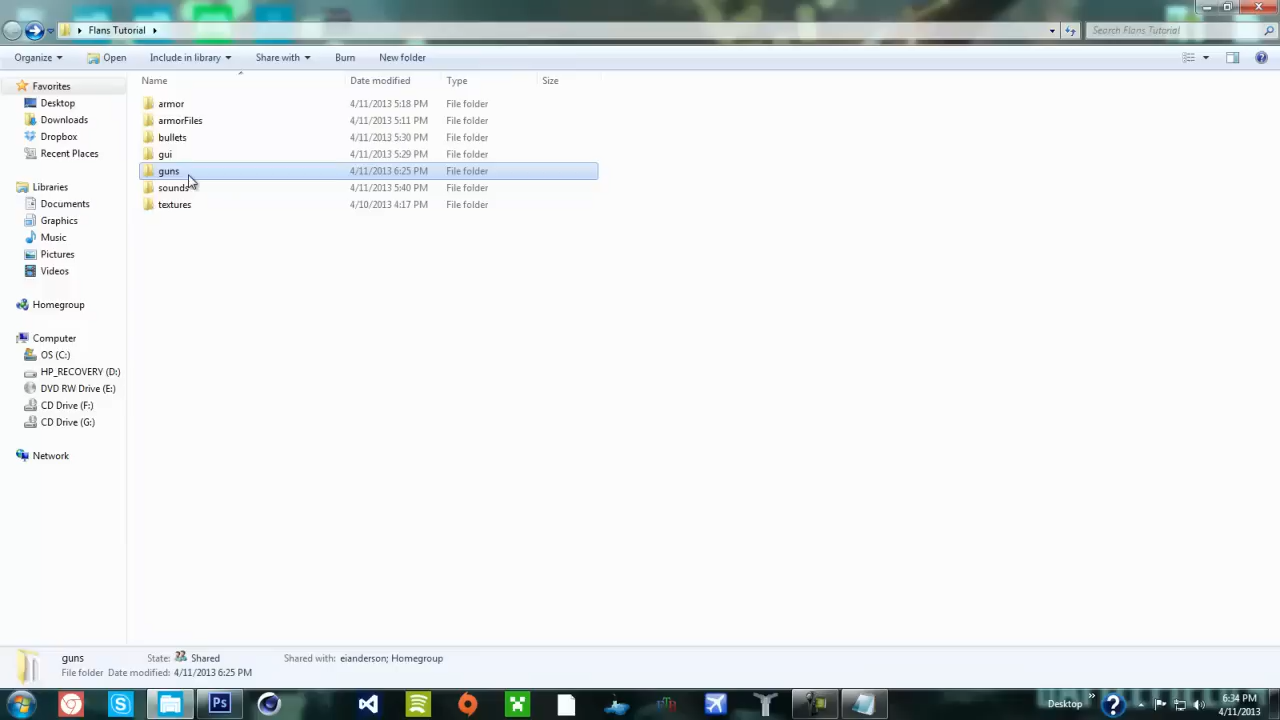 Flans Tutorial
Search Flans Tutorial
Organize Open Include in library Share with Burn New folder
Name Date modified Type Size
Favorites
Desktop
Downloads
Dropbox
Recent Places
Libraries
Documents
Graphics
Music
Pictures
Videos
Homegroup
Computer
OS (C:)
HP_RECOVERY (D:)
DVD RW Drive (E:)
CD Drive (F:)
CD Drive (G:)
Network
armor 4/11/2013 5:18 PM File folder
armorFiles 4/11/2013 5:11 PM File folder
bullets 4/11/2013 5:30 PM File folder
gui 4/11/2013 5:29 PM File folder
guns 4/11/2013 6:25 PM File folder
sounds 4/11/2013 5:40 PM File folder
textures 4/10/2013 4:17 PM File folder
guns State: Shared Shared with: eianderson; Homegroup
File folder Date modified: 4/11/2013 6:25 PM
Ps
Desktop
6:34 PM
4/11/2013